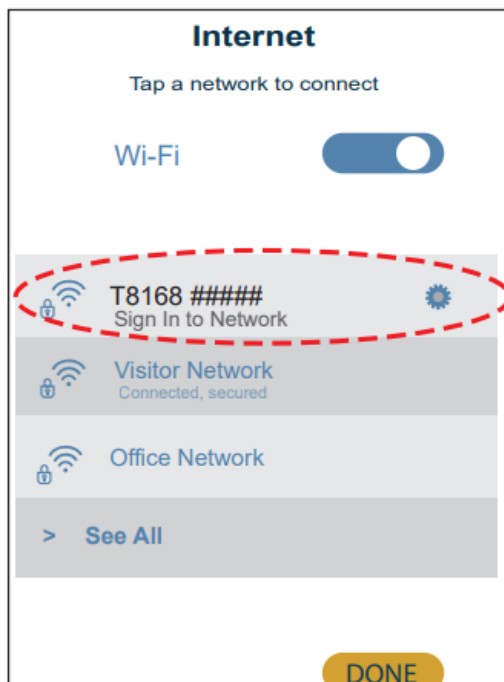 Internet
Tap a network to connect
Wi-Fi
T8168 #####
Sign In to Network
Visitor Network
Connected, secured
Office Network
> See All
DONE